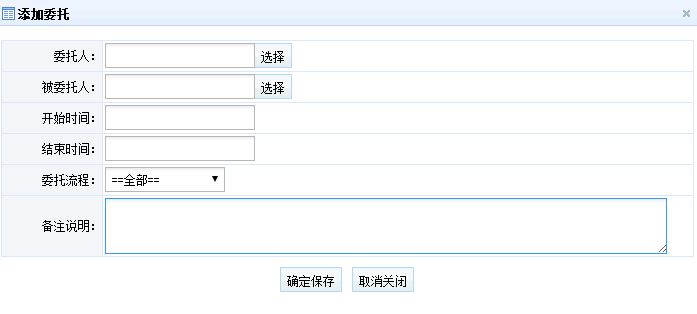 添加委托
委托人： 选择
被委托人： 选择
开始时间：
结束时间：
委托流程： ==全部==
备注说明：
确定保存 取消关闭